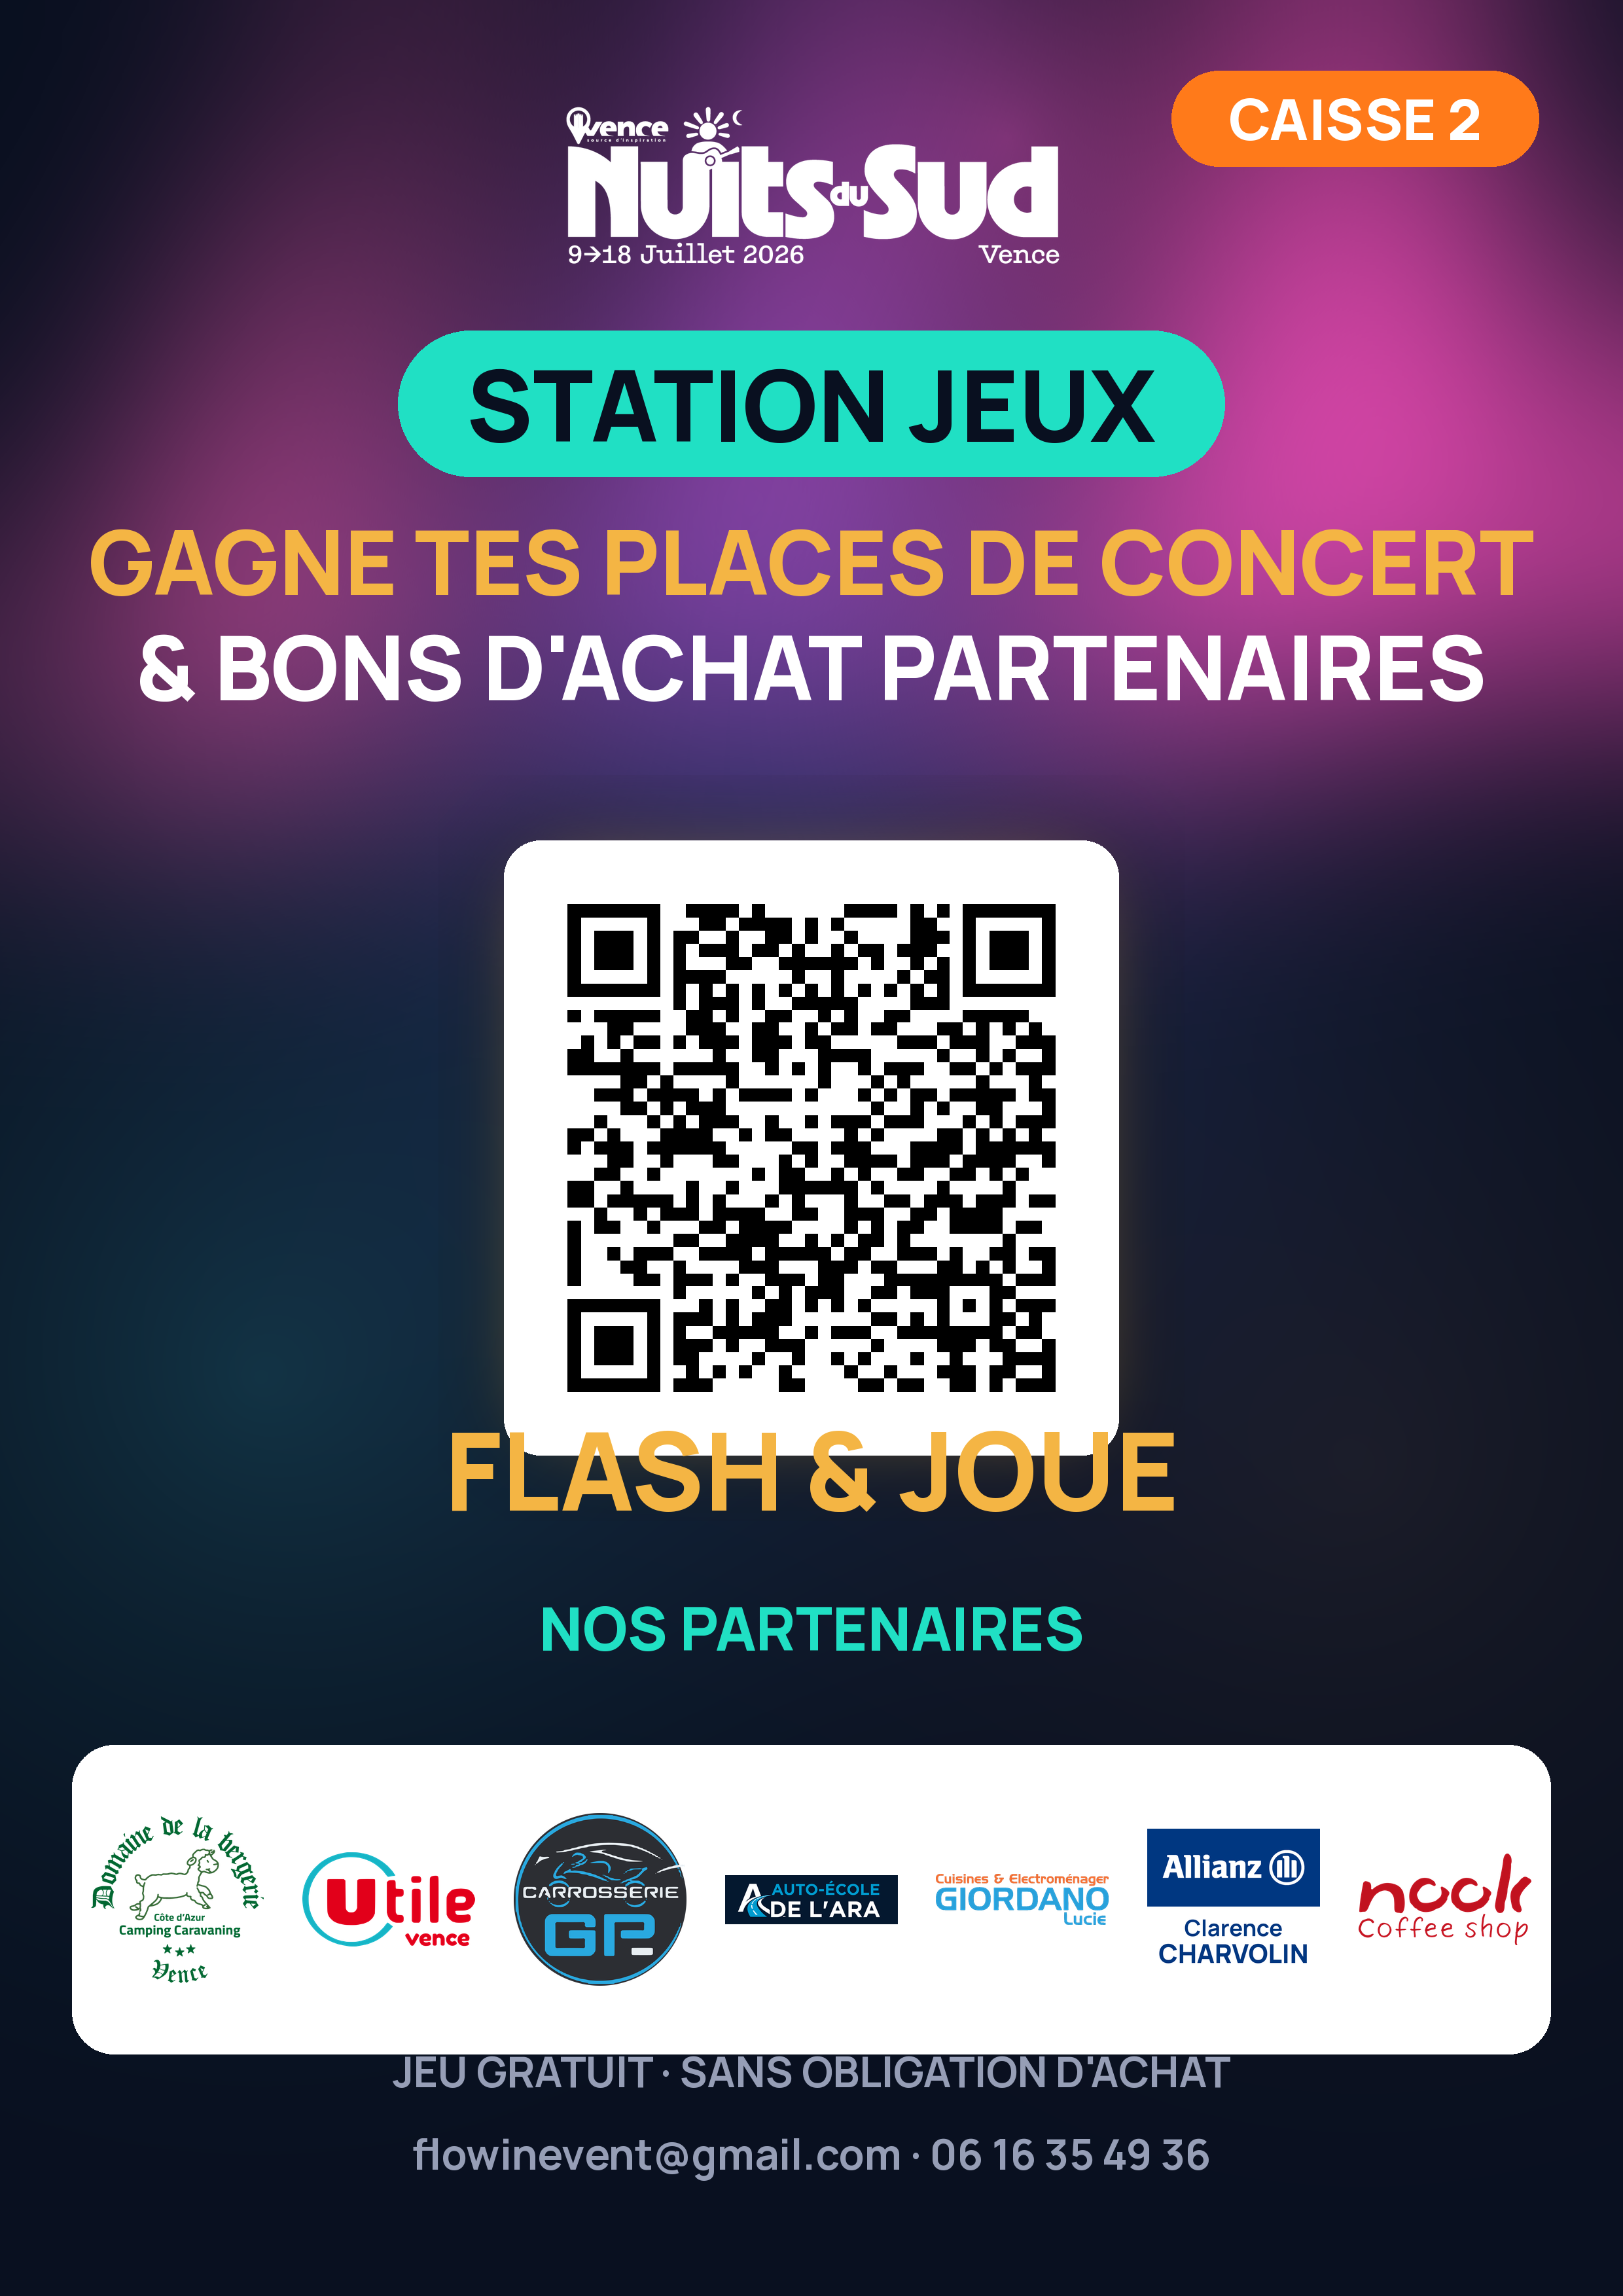 CAISSE 2
vence
source d'inspiration
Nuits du Sud
9→18 Juillet 2026 Vence
STATION JEUX
GAGNE TES PLACES DE CONCERT
& BONS D'ACHAT PARTENAIRES
FLASH & JOUE
NOS PARTENAIRES
Domaine de la bergerie
Côte d'Azur
Camping Caravaning
Vence
Utile
vence
CARROSSERIE
GP
AUTO-ÉCOLE
DE L'ARA
Cuisines & Electroménager
GIORDANO
Lucie
Allianz
Clarence
CHARVOLIN
nook
Coffee shop
JEU GRATUIT · SANS OBLIGATION D'ACHAT
flowinevent@gmail.com · 06 16 35 49 36